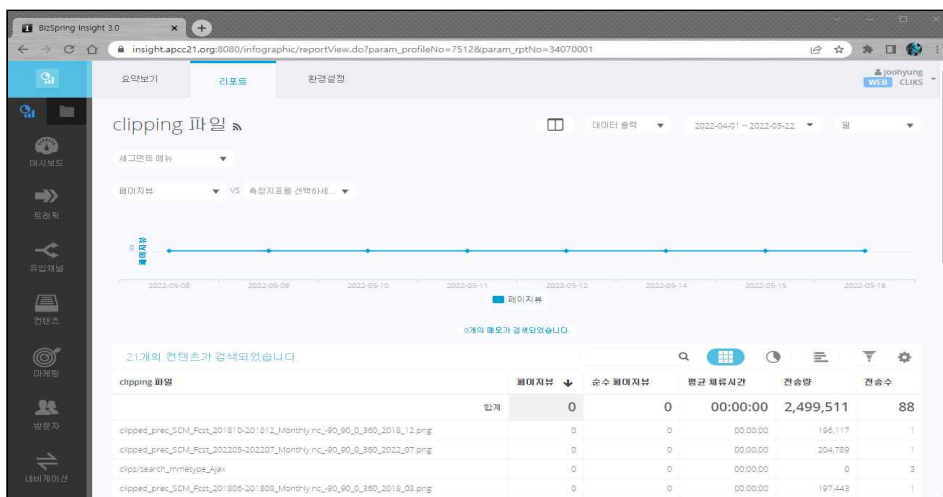 BizSpring Insight 3.0
insight.apcc21.org:8080/infographic/reportView.do?param_profileNo=7512&param_rptNo=34070001
요약보기 리포트 환경설정
joohyung
WEB CLIKS
clipping 파일
데이터 출력 2022-04-01 ~ 2022-05-22 일
세그먼트 메뉴
페이지뷰 VS 측정지표를 선택하세...
대시보드
트래픽
유입채널
컨텐츠
마케팅
방문자
내비게이션
0
페이지뷰
2022-05-08 2022-05-09 2022-05-10 2022-05-11 2022-05-12 2022-05-14 2022-05-15 2022-05-16
페이지뷰
0개의 메모가 검색되었습니다.
21개의 컨텐츠가 검색되었습니다.
clipping 파일 페이지뷰 순수 페이지뷰 평균 체류시간 전송량 전송수
합계 0 0 00:00:00 2,499,511 88
clipped_prec_SCM_Fcst_201810-201812_Monthly.nc_-90_90_0_360_2018_12.png 0 0 00:00:00 196,117 1
clipped_prec_SCM_Fcst_202205-202207_Monthly.nc_-90_90_0_360_2022_07.png 0 0 00:00:00 204,789 1
clips/search_mmetype_Ajax 0 0 00:00:00 0 3
clipped_prec_SCM_Fcst_201806-201808_Monthly.nc_-90_90_0_360_2018_08.png 0 0 00:00:00 197,443 1